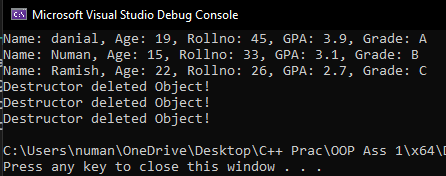 Microsoft Visual Studio Debug Console
Name: danial, Age: 19, Rollno: 45, GPA: 3.9, Grade: A
Name: Numan, Age: 15, Rollno: 33, GPA: 3.1, Grade: B
Name: Ramish, Age: 22, Rollno: 26, GPA: 2.7, Grade: C
Destructor deleted Object!
Destructor deleted Object!
Destructor deleted Object!
C:\Users\numan\OneDrive\Desktop\C++ Prac\OOP Ass 1\x64\D
Press any key to close this window . . .